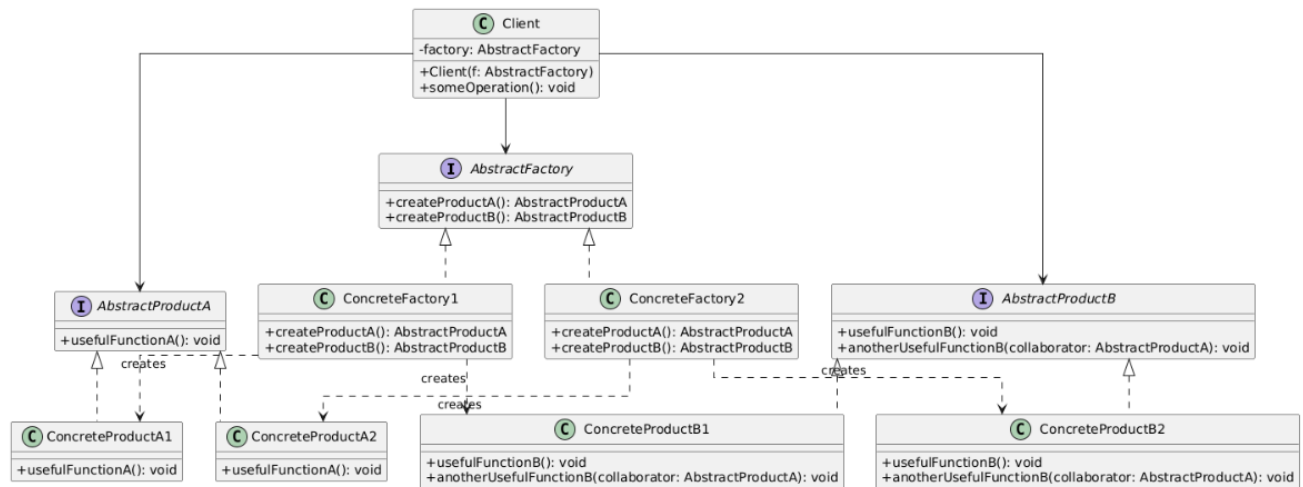 C Client
-factory: AbstractFactory
+Client(f: AbstractFactory)
+someOperation(): void
I AbstractFactory
+createProductA(): AbstractProductA
+createProductB(): AbstractProductB
I AbstractProductA
+usefulFunctionA(): void
C ConcreteFactory1
+createProductA(): AbstractProductA
+createProductB(): AbstractProductB
C ConcreteFactory2
+createProductA(): AbstractProductA
+createProductB(): AbstractProductB
I AbstractProductB
+usefulFunctionB(): void
+anotherUsefulFunctionB(collaborator: AbstractProductA): void
creates
creates
creates
creates
C ConcreteProductA1
+usefulFunctionA(): void
C ConcreteProductA2
+usefulFunctionA(): void
C ConcreteProductB1
+usefulFunctionB(): void
+anotherUsefulFunctionB(collaborator: AbstractProductA): void
C ConcreteProductB2
+usefulFunctionB(): void
+anotherUsefulFunctionB(collaborator: AbstractProductA): void